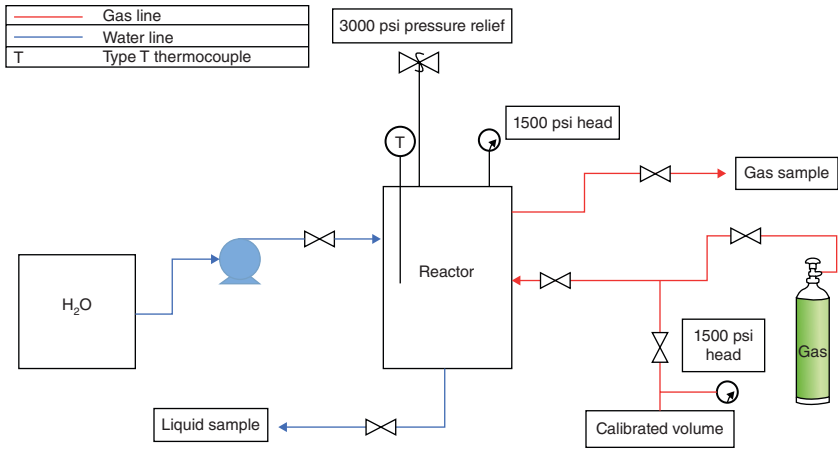 Gas line
Water line
T Type T thermocouple
3000 psi pressure relief
1500 psi head
T
Gas sample
Reactor
H₂O
1500 psi
head
Gas
Liquid sample
Calibrated volume